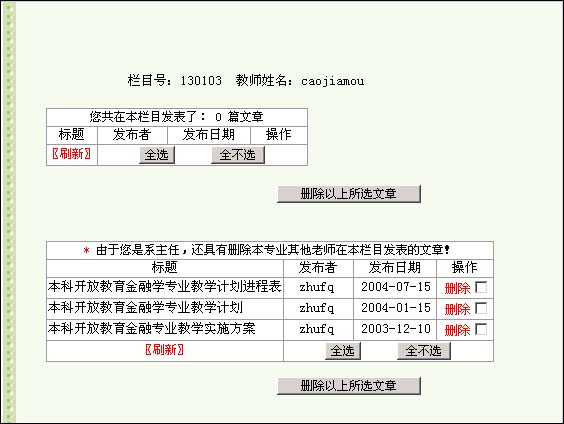 栏目号：130103 教师姓名：caojiamou
您共在本栏目发表了： 0 篇文章
标题 发布者 发布日期 操作
〖刷新〗 全选 全不选
删除以上所选文章
* 由于您是系主任，还具有删除本专业其他老师在本栏目发表的文章！
标题 发布者 发布日期 操作
本科开放教育金融学专业教学计划进程表 zhufq 2004-07-15 删除
本科开放教育金融学专业教学计划 zhufq 2004-01-15 删除
本科开放教育金融专业教学实施方案 zhufq 2003-12-10 删除
〖刷新〗 全选 全不选
删除以上所选文章